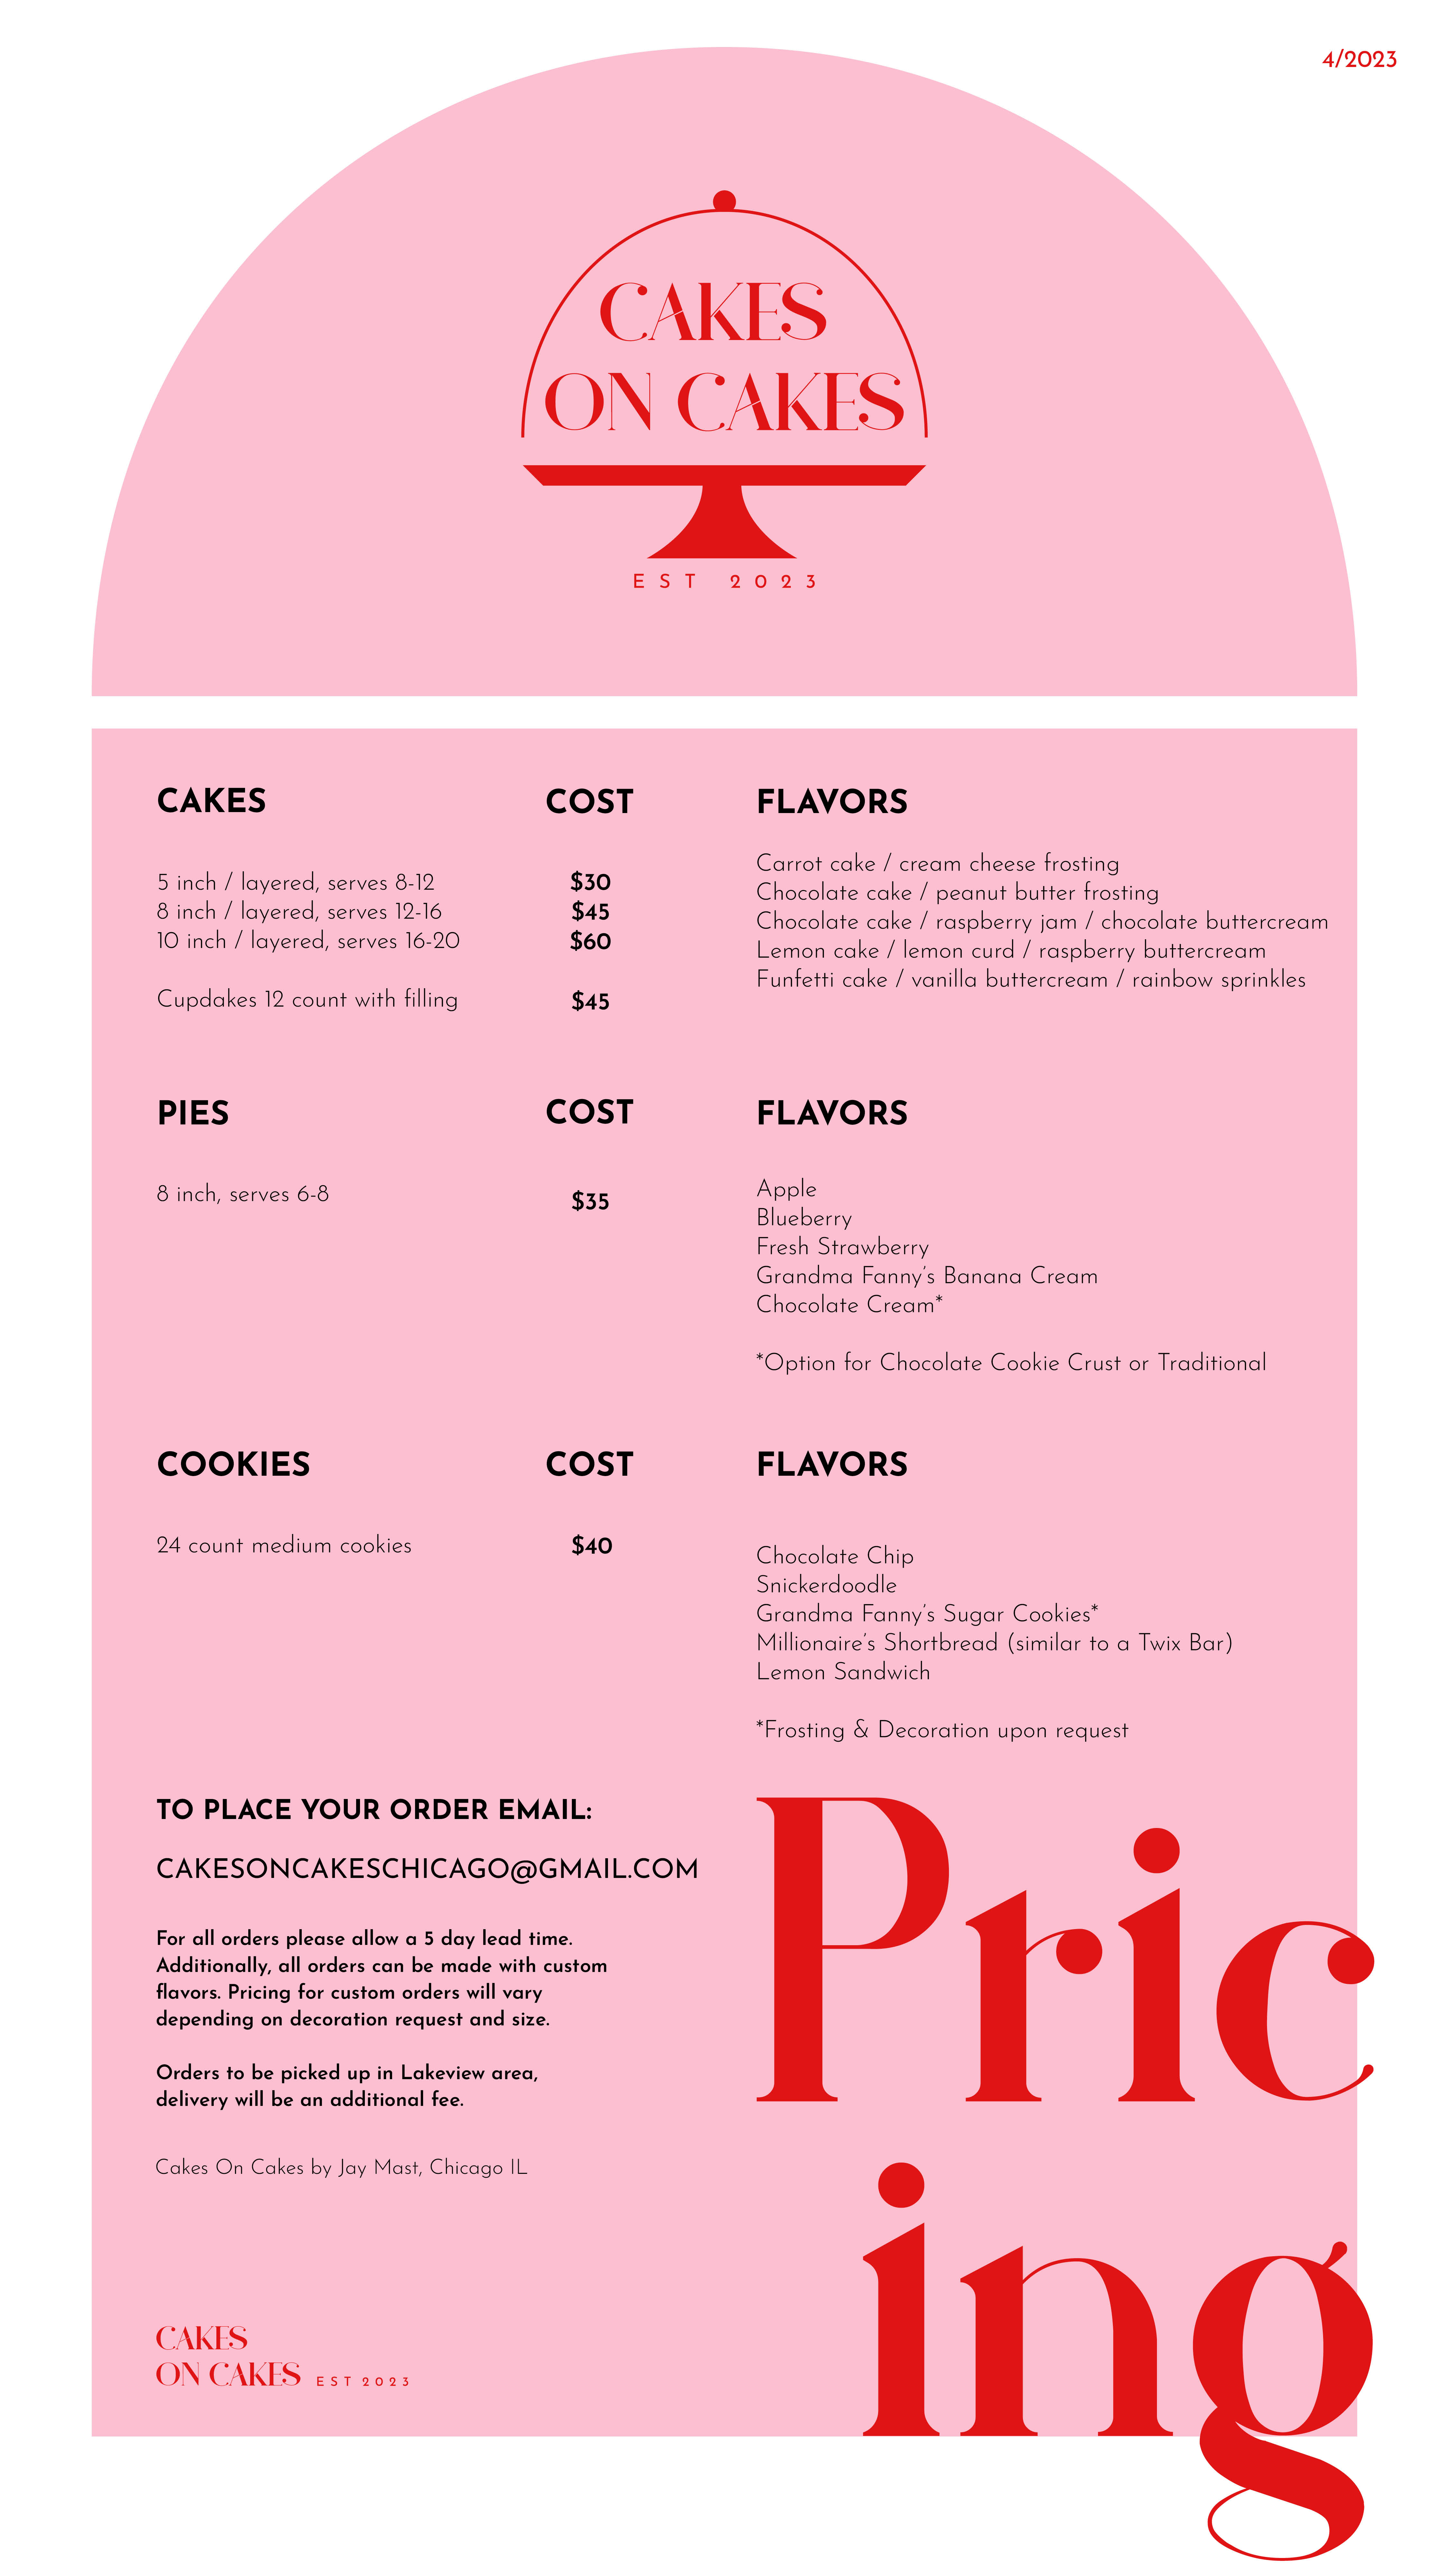 4/2023
CAKES
ON CAKES
EST 2023
CAKES COST FLAVORS
5 inch / layered, serves 8-12 $30
8 inch / layered, serves 12-16 $45
10 inch / layered, serves 16-20 $60
Cupdakes 12 count with filling $45
Carrot cake / cream cheese frosting
Chocolate cake / peanut butter frosting
Chocolate cake / raspberry jam / chocolate buttercream
Lemon cake / lemon curd / raspberry buttercream
Funfetti cake / vanilla buttercream / rainbow sprinkles
PIES COST FLAVORS
8 inch, serves 6-8 $35
Apple
Blueberry
Fresh Strawberry
Grandma Fanny's Banana Cream
Chocolate Cream*
*Option for Chocolate Cookie Crust or Traditional
COOKIES COST FLAVORS
24 count medium cookies $40
Chocolate Chip
Snickerdoodle
Grandma Fanny's Sugar Cookies*
Millionaire's Shortbread (similar to a Twix Bar)
Lemon Sandwich
*Frosting & Decoration upon request
TO PLACE YOUR ORDER EMAIL:
CAKESONCAKESCHICAGO@GMAIL.COM
For all orders please allow a 5 day lead time.
Additionally, all orders can be made with custom
flavors. Pricing for custom orders will vary
depending on decoration request and size.
Orders to be picked up in Lakeview area,
delivery will be an additional fee.
Cakes On Cakes by Jay Mast, Chicago IL
Pric
ing
CAKES
ON CAKES EST 2023